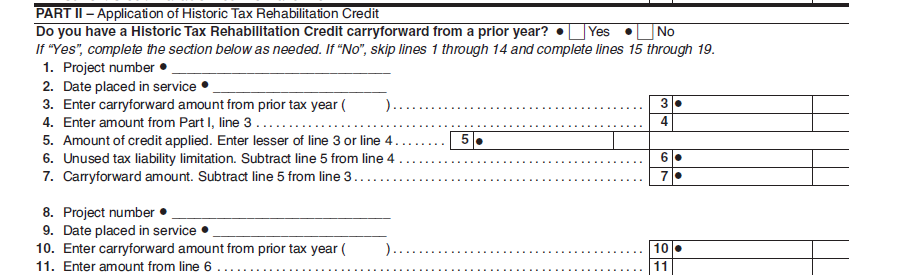 PART II – Application of Historic Tax Rehabilitation Credit
Do you have a Historic Tax Rehabilitation Credit carryforward from a prior year? ● Yes ● No
If “Yes”, complete the section below as needed. If “No”, skip lines 1 through 14 and complete lines 15 through 19.
1. Project number ● ______________________________
2. Date placed in service ● ________________________
3. Enter carryforward amount from prior tax year ( ) ....................................... 3 ●
4. Enter amount from Part I, line 3 ........................................................... 4
5. Amount of credit applied. Enter lesser of line 3 or line 4 ........ 5 ●
6. Unused tax liability limitation. Subtract line 5 from line 4 ...................................... 6 ●
7. Carryforward amount. Subtract line 5 from line 3 ............................................. 7 ●
8. Project number ● ______________________________
9. Date placed in service ● ________________________
10. Enter carryforward amount from prior tax year ( ) ....................................... 10 ●
11. Enter amount from line 6 .................................................................. 11